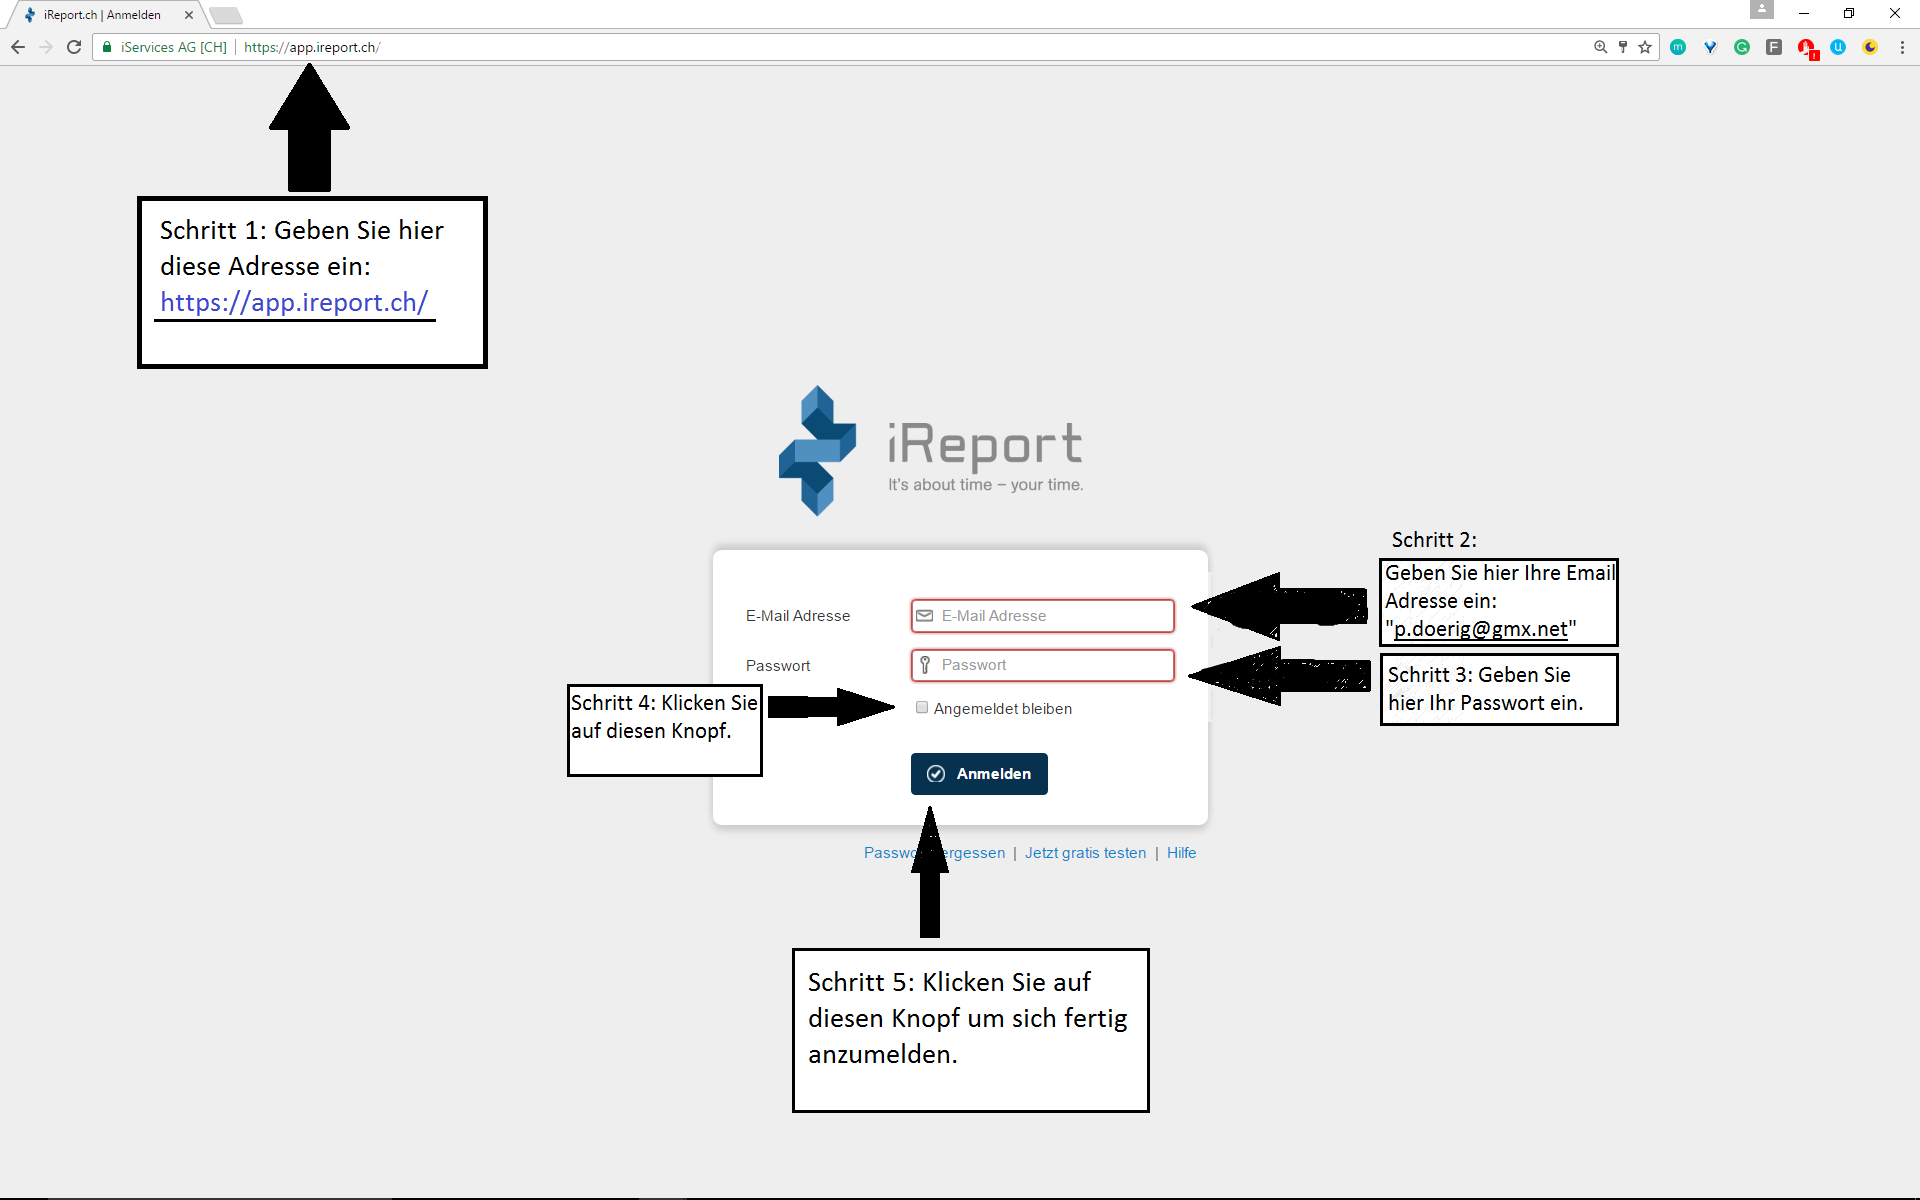 iReport.ch | Anmelden
iServices AG [CH] https://app.ireport.ch/
Schritt 1: Geben Sie hier
diese Adresse ein:
https://app.ireport.ch/
iReport
It's about time – your time.
Schritt 2:
Geben Sie hier Ihre Email
Adresse ein:
"p.doerig@gmx.net"
E-Mail Adresse E-Mail Adresse
Passwort Passwort
Schritt 3: Geben Sie
hier Ihr Passwort ein.
Schritt 4: Klicken Sie
auf diesen Knopf.
Angemeldet bleiben
Anmelden
Jetzt gratis testen | Hilfe
Schritt 5: Klicken Sie auf
diesen Knopf um sich fertig
anzumelden.